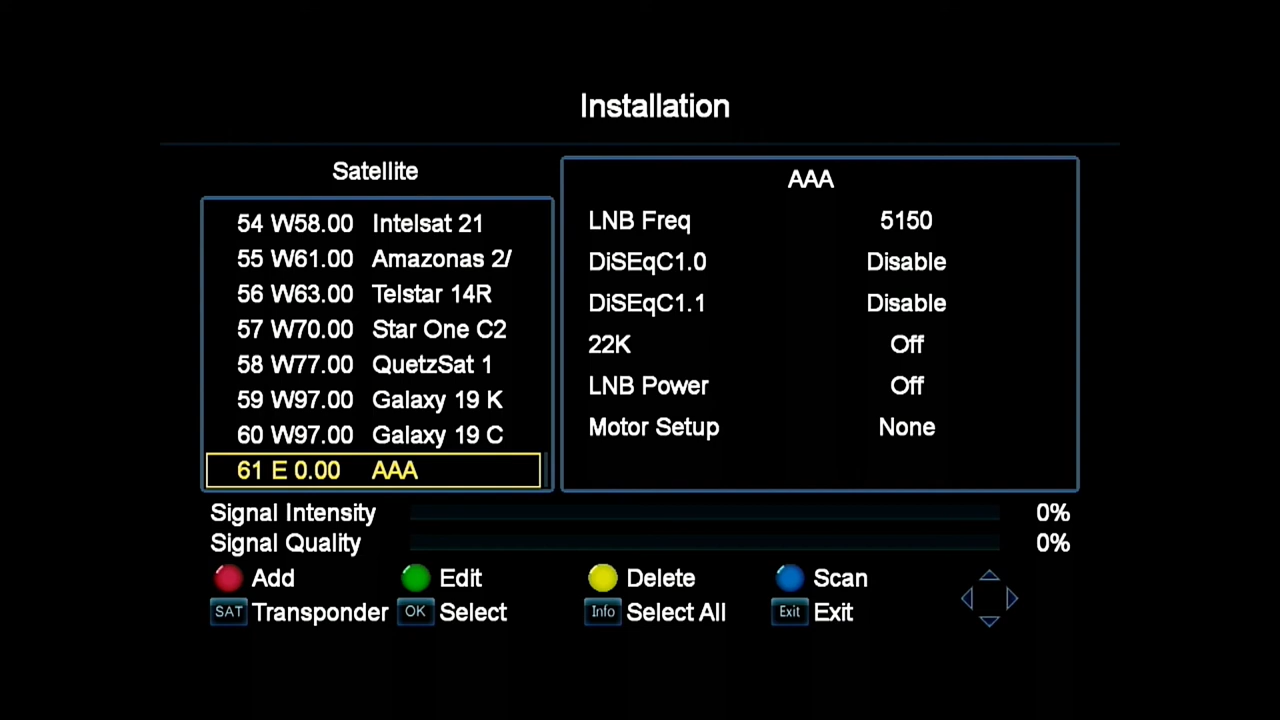 Installation
Satellite
54 W58.00 Intelsat 21
55 W61.00 Amazonas 2/
56 W63.00 Telstar 14R
57 W70.00 Star One C2
58 W77.00 QuetzSat 1
59 W97.00 Galaxy 19 K
60 W97.00 Galaxy 19 C
61 E 0.00 AAA
AAA
LNB Freq 5150
DiSEqC1.0 Disable
DiSEqC1.1 Disable
22K Off
LNB Power Off
Motor Setup None
Signal Intensity 0%
Signal Quality 0%
Add Edit Delete Scan
SAT Transponder OK Select Info Select All Exit Exit